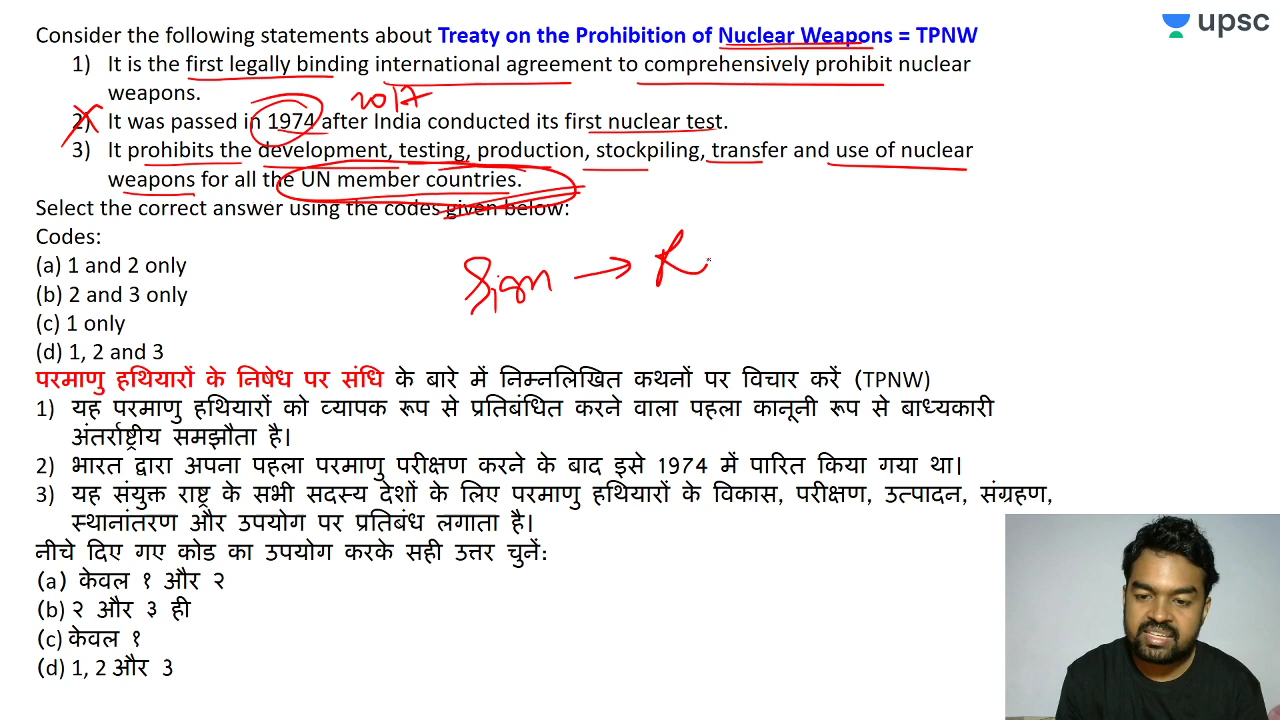 upsc
Consider the following statements about Treaty on the Prohibition of Nuclear Weapons = TPNW
1) It is the first legally binding international agreement to comprehensively prohibit nuclear
weapons.
2017
2) It was passed in 1974 after India conducted its first nuclear test.
3) It prohibits the development, testing, production, stockpiling, transfer and use of nuclear
weapons for all the UN member countries.
Select the correct answer using the codes given below:
Codes:
(a) 1 and 2 only
(b) 2 and 3 only
Sign → R
(c) 1 only
(d) 1, 2 and 3
परमाणु हथियारों के निषेध पर संधि के बारे में निम्नलिखित कथनों पर विचार करें (TPNW)
1) यह परमाणु हथियारों को व्यापक रूप से प्रतिबंधित करने वाला पहला कानूनी रूप से बाध्यकारी
अंतर्राष्ट्रीय समझौता है।
2) भारत द्वारा अपना पहला परमाणु परीक्षण करने के बाद इसे 1974 में पारित किया गया था।
3) यह संयुक्त राष्ट्र के सभी सदस्य देशों के लिए परमाणु हथियारों के विकास, परीक्षण, उत्पादन, संग्रहण,
स्थानांतरण और उपयोग पर प्रतिबंध लगाता है।
नीचे दिए गए कोड का उपयोग करके सही उत्तर चुनें:
(a) केवल १ और २
(b) २ और ३ ही
(c) केवल १
(d) 1, 2 और 3